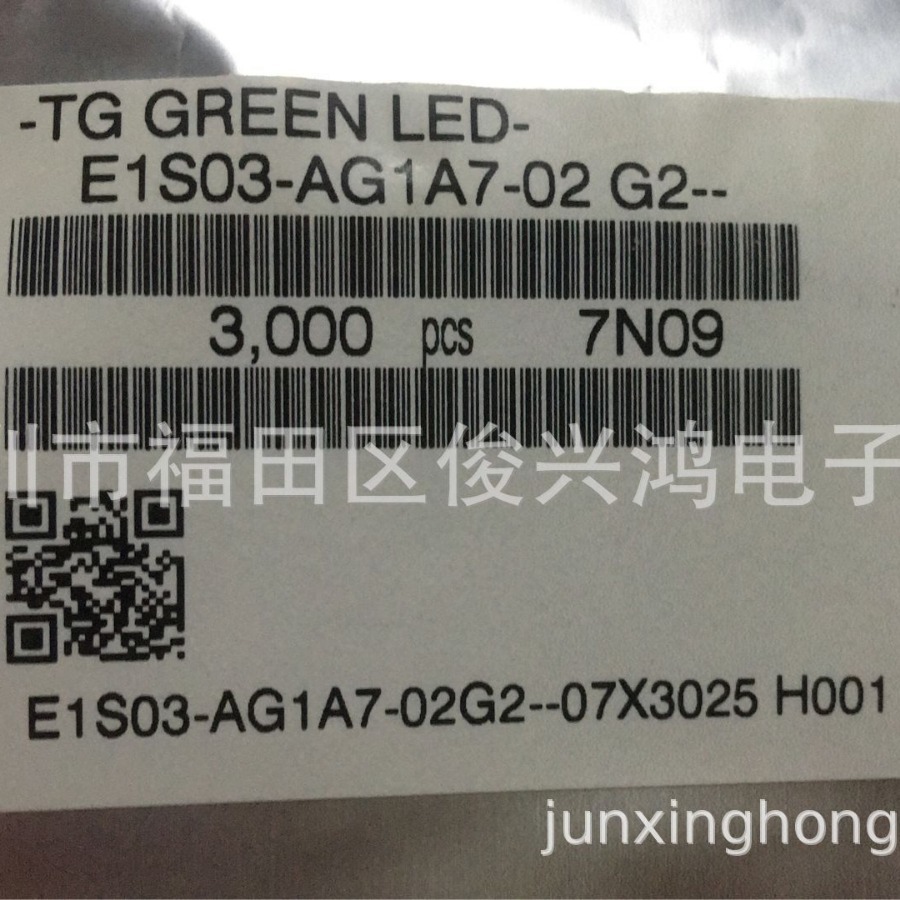 -TG GREEN LED-
E1S03-AG1A7-02 G2--
3,000 pcs 7N09
圳市福田区俊兴鸿电子
E1S03-AG1A7-02G2--07X3025 H001
junxinghong